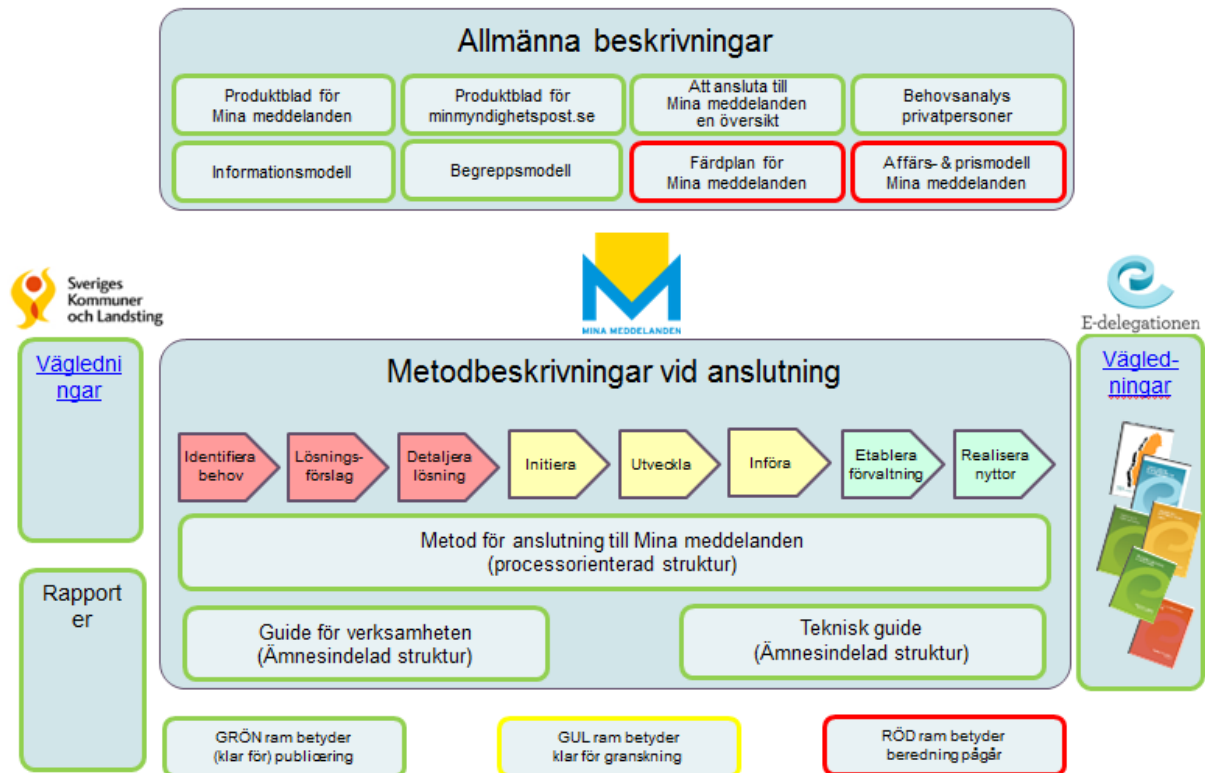 Allmänna beskrivningar
Produktblad för
Mina meddelanden
Produktblad för
minmyndighetspost.se
Att ansluta till
Mina meddelanden
en översikt
Behovsanalys
privatpersoner
Informationsmodell
Begreppsmodell
Färdplan för
Mina meddelanden
Affärs- & prismodell
Mina meddelanden
Sveriges
Kommuner
och Landsting
MINA MEDDELANDEN
E-delegationen
Vägledni
ngar
Rapport
er
Metodbeskrivningar vid anslutning
Identifiera
behov
Lösnings-
förslag
Detaljera
lösning
Initiera
Utveckla
Införa
Etablera
förvaltning
Realisera
nyttor
Metod för anslutning till Mina meddelanden
(processorienterad struktur)
Guide för verksamheten
(Ämnesindelad struktur)
Teknisk guide
(Ämnesindelad struktur)
Vägled-
ningar
GRÖN ram betyder
(klar för) publicering
GUL ram betyder
klar för granskning
RÖD ram betyder
beredning pågår